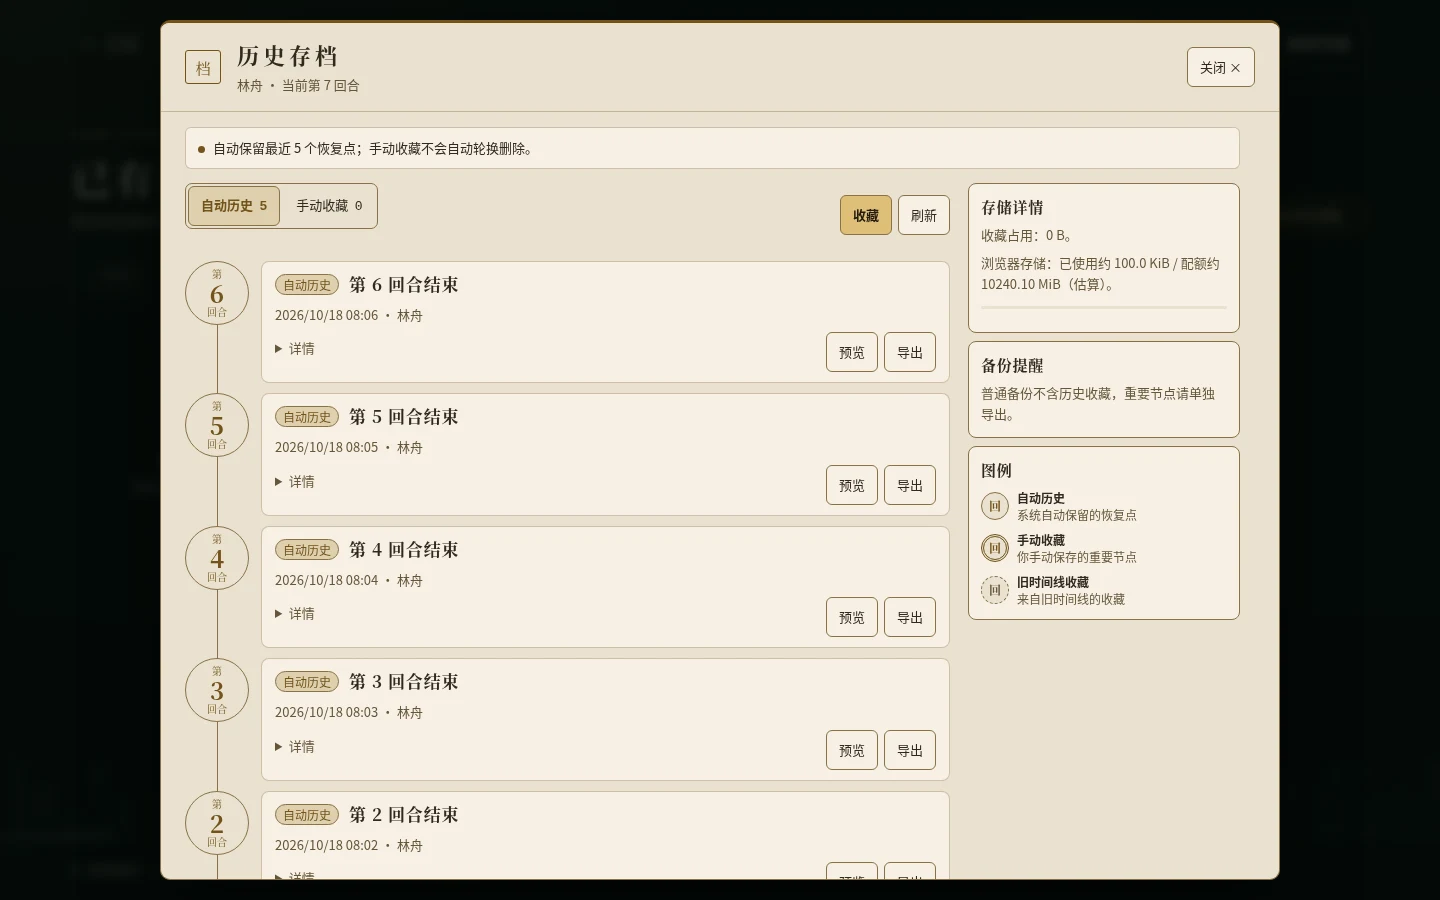 档
历史存档
林舟 · 当前第 7 回合
关闭 ×
自动保留最近 5 个恢复点；手动收藏不会自动轮换删除。
自动历史 5
手动收藏 0
收藏
刷新
第
6
回合
自动历史 第 6 回合结束
2026/10/18 08:06 · 林舟
▶ 详情
预览
导出
第
5
回合
自动历史 第 5 回合结束
2026/10/18 08:05 · 林舟
▶ 详情
预览
导出
第
4
回合
自动历史 第 4 回合结束
2026/10/18 08:04 · 林舟
▶ 详情
预览
导出
第
3
回合
自动历史 第 3 回合结束
2026/10/18 08:03 · 林舟
▶ 详情
预览
导出
第
2
回合
自动历史 第 2 回合结束
2026/10/18 08:02 · 林舟
▶ 详情
预览
导出
存储详情
收藏占用：0 B。
浏览器存储：已使用约 100.0 KiB / 配额约
10240.10 MiB（估算）。
备份提醒
普通备份不含历史收藏，重要节点请单独
导出。
图例
回
自动历史
系统自动保留的恢复点
回
手动收藏
你手动保存的重要节点
回
旧时间线收藏
来自旧时间线的收藏
已有